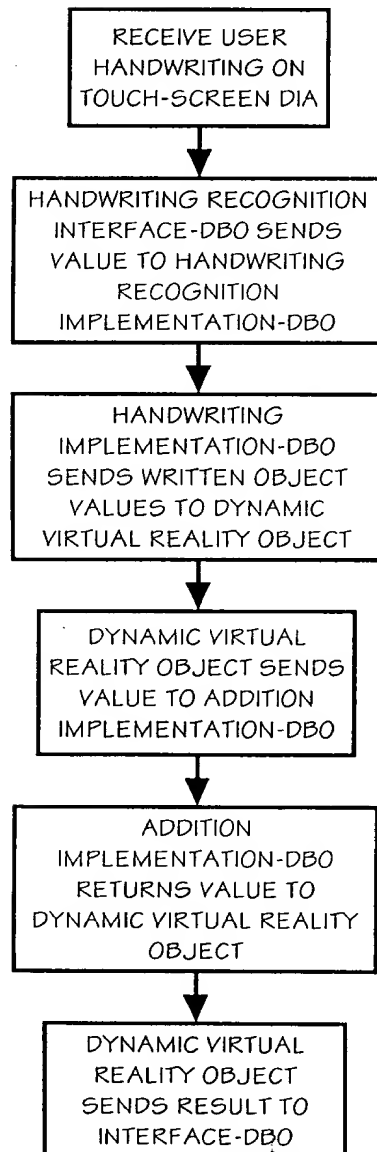 RECEIVE USER
HANDWRITING ON
TOUCH-SCREEN DIA
HANDWRITING RECOGNITION
INTERFACE-DBO SENDS
VALUE TO HANDWRITING
RECOGNITION
IMPLEMENTATION-DBO
HANDWRITING
IMPLEMENTATION-DBO
SENDS WRITTEN OBJECT
VALUES TO DYNAMIC
VIRTUAL REALITY OBJECT
DYNAMIC VIRTUAL
REALITY OBJECT SENDS
VALUE TO ADDITION
IMPLEMENTATION-DBO
ADDITION
IMPLEMENTATION-DBO
RETURNS VALUE TO
DYNAMIC VIRTUAL REALITY
OBJECT
DYNAMIC VIRTUAL
REALITY OBJECT
SENDS RESULT TO
INTERFACE-DBO